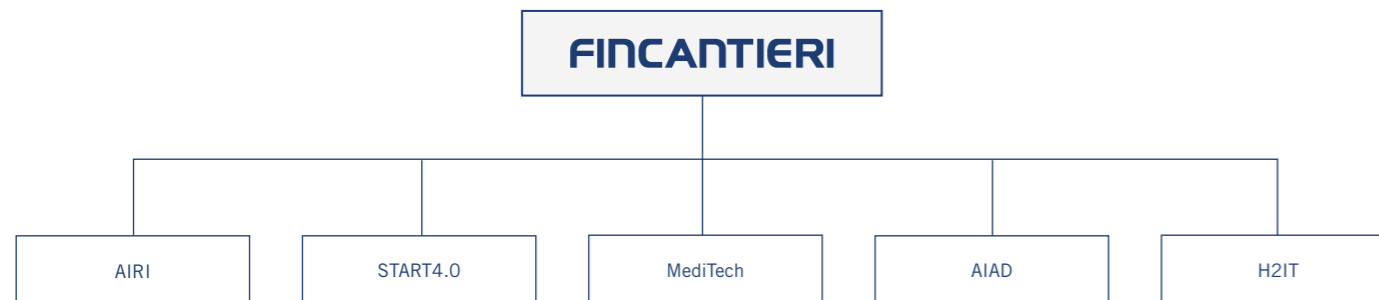 FINCANTIERI
AIRI
START4.0
MediTech
AIAD
H2IT